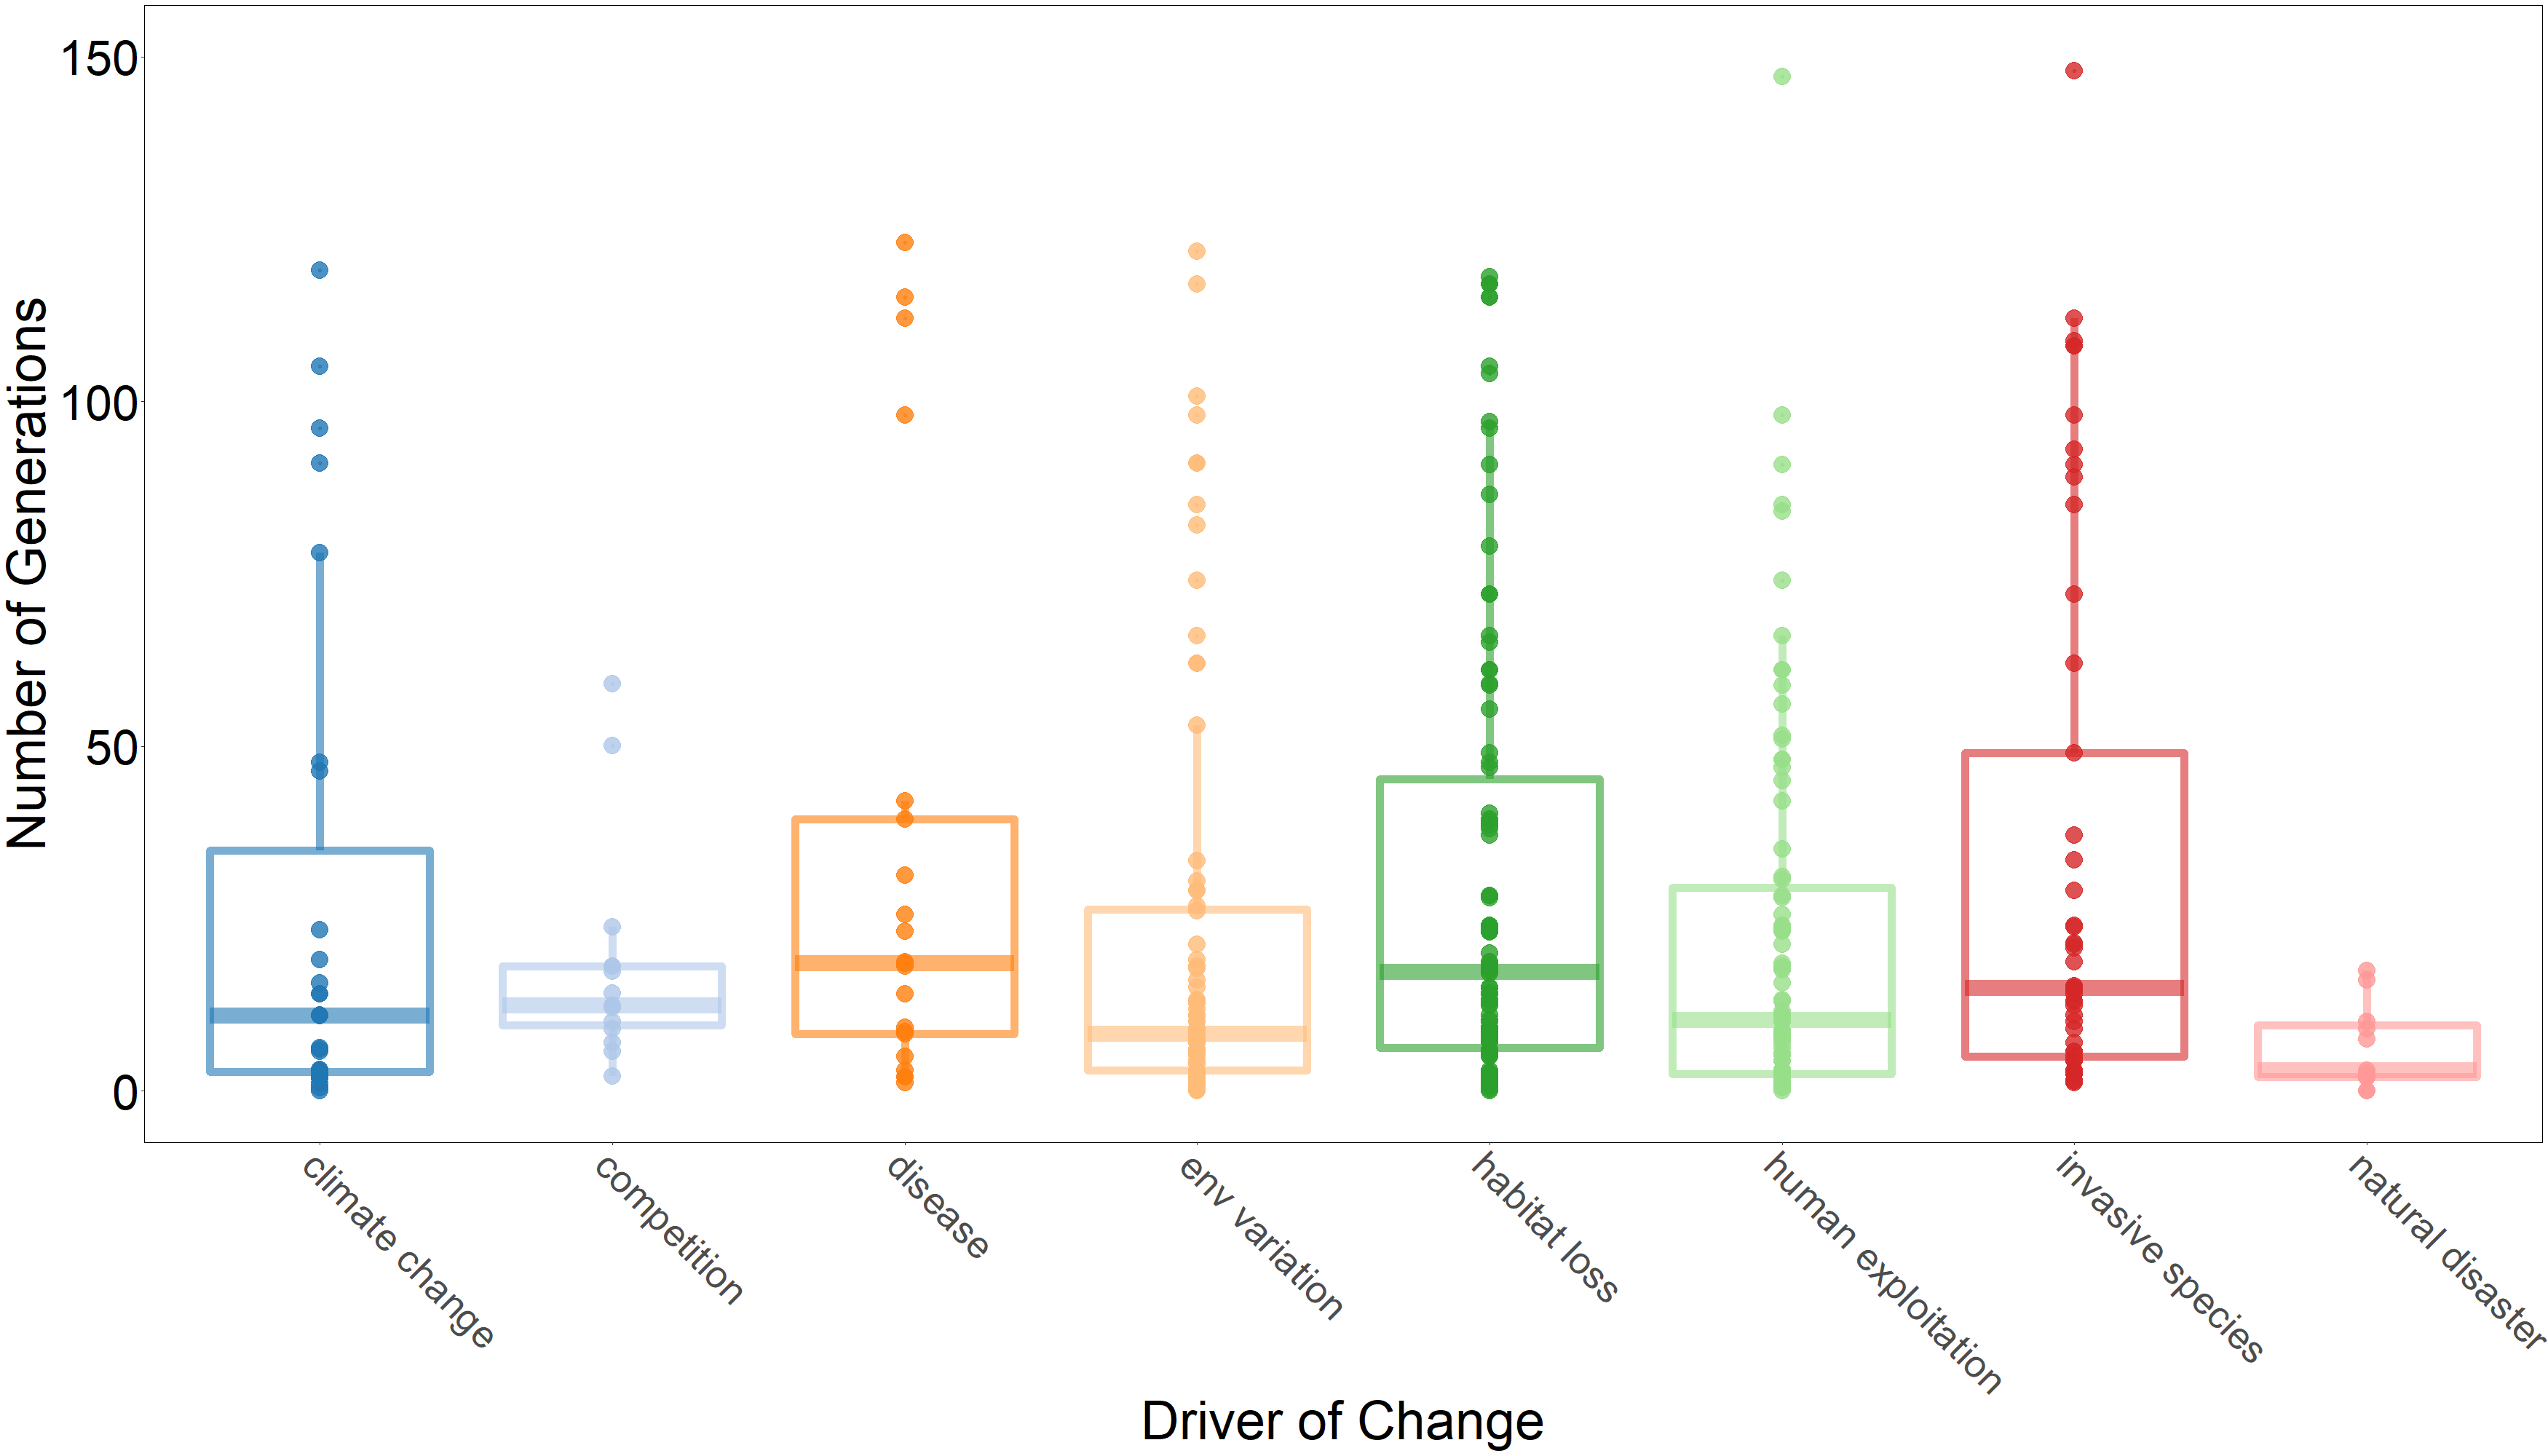 Number of Generations
150
100
50
0
climate change
competition
disease
env variation
habitat loss
human exploitation
invasive species
natural disaster
Driver of Change